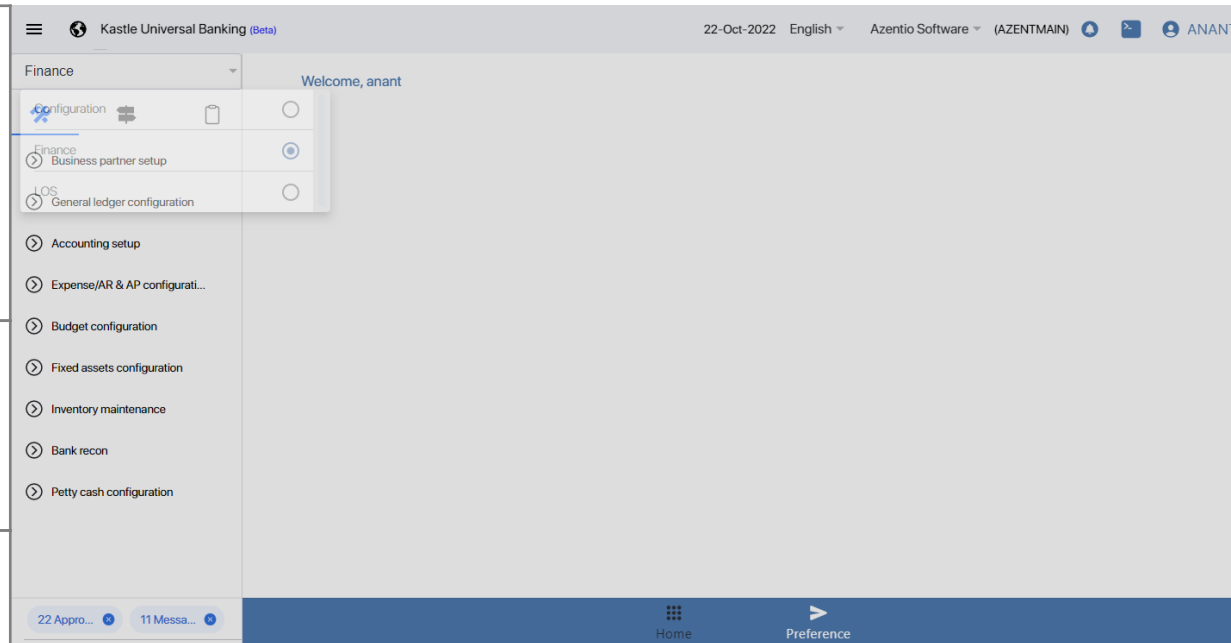 Kastle Universal Banking (Beta)
22-Oct-2022 English Azentio Software (AZENTMAIN) ANANT
Finance
Welcome, anant
Configuration
Finance
Business partner setup
LOS
General ledger configuration
Accounting setup
Expense/AR & AP configurati...
Budget configuration
Fixed assets configuration
Inventory maintenance
Bank recon
Petty cash configuration
22 Appro... 11 Messa...
Home Preference